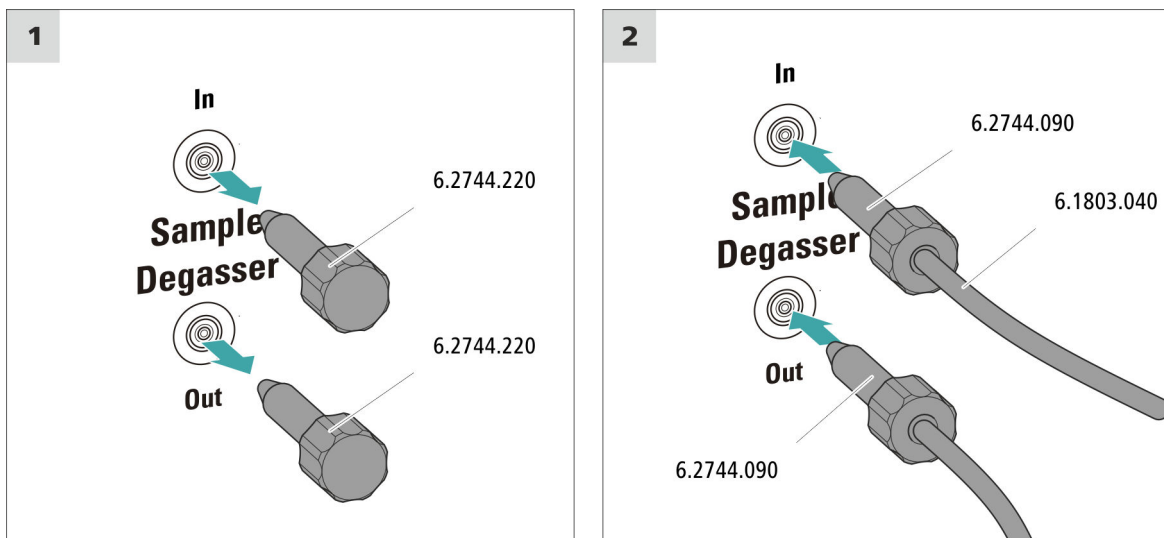 1
In
6.2744.220
Sample
Degasser
6.2744.220
Out
2
In
6.2744.090
6.1803.040
Sample
Degasser
Out
6.2744.090